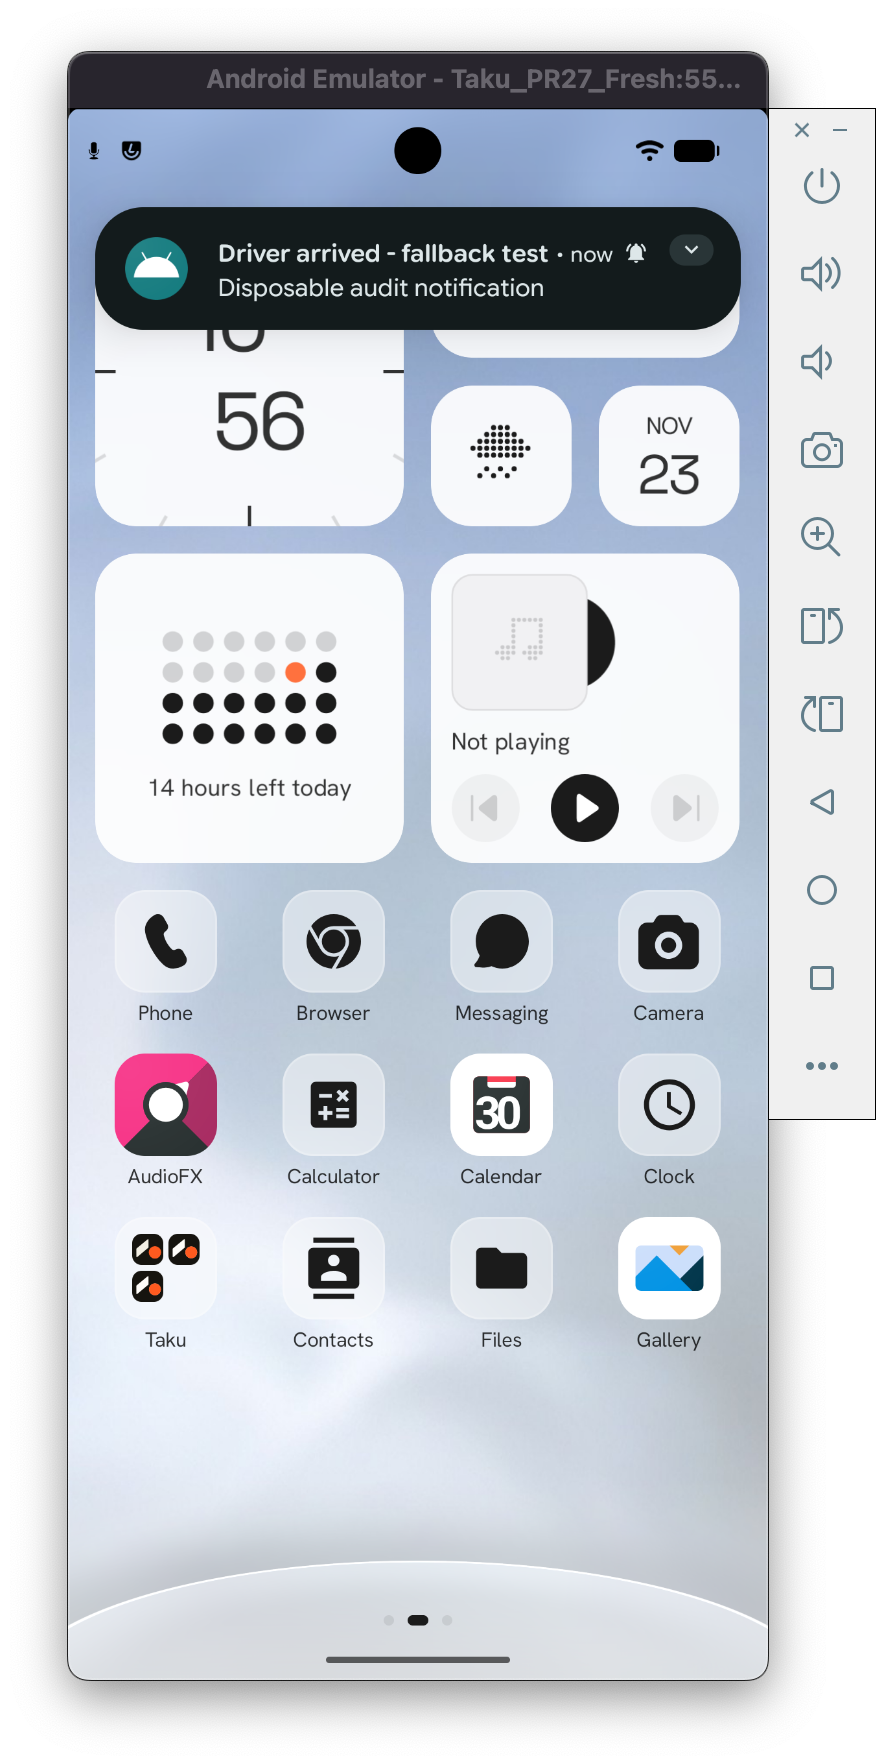 Android Emulator - Taku_PR27_Fresh:55...
Driver arrived - fallback test • now
Disposable audit notification
56
NOV
23
14 hours left today
Not playing
Phone
Browser
Messaging
Camera
30
AudioFX
Calculator
Calendar
Clock
Taku
Contacts
Files
Gallery